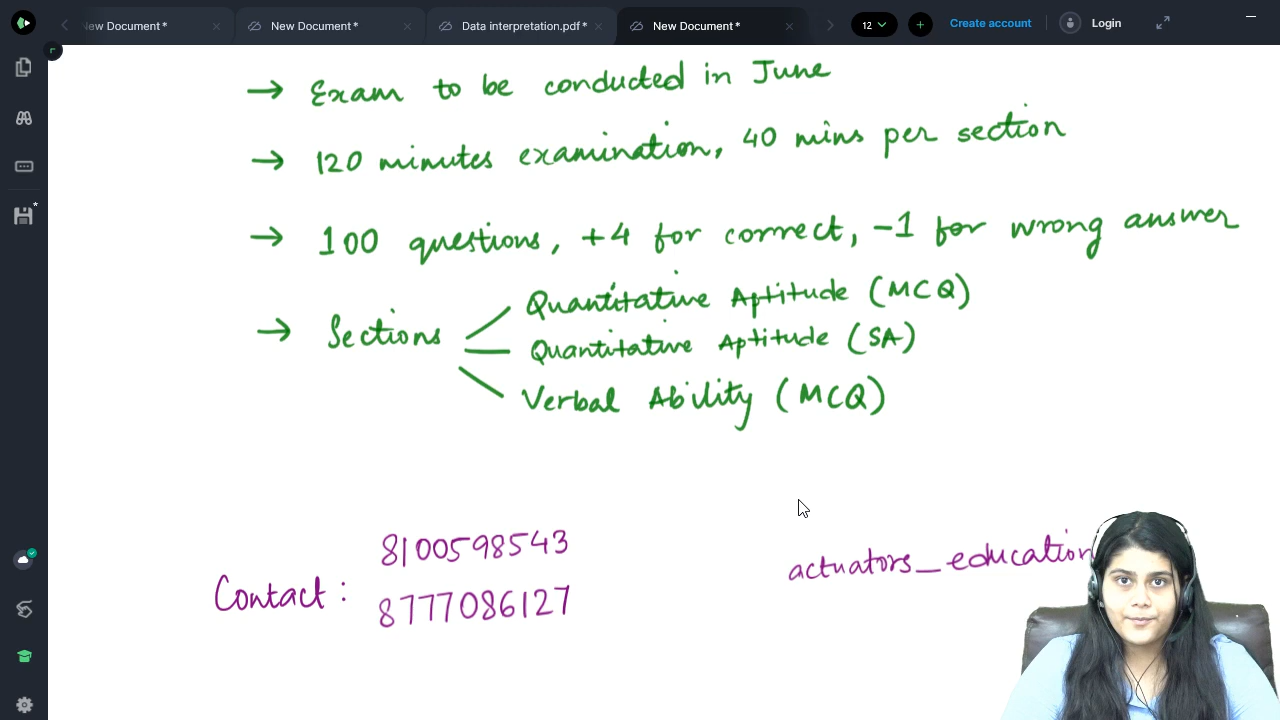 New Document *
New Document *
Data interpretation.pdf *
New Document *
12
Create account
Login
→ Exam to be conducted in June
→ 120 minutes examination, 40 mins per section
→ 100 questions, +4 for correct, -1 for wrong answer
→ Sections
Quantitative Aptitude (MCQ)
Quantitative Aptitude (SA)
Verbal Ability (MCQ)
Contact :
8100598543
8777086127
actuators_education